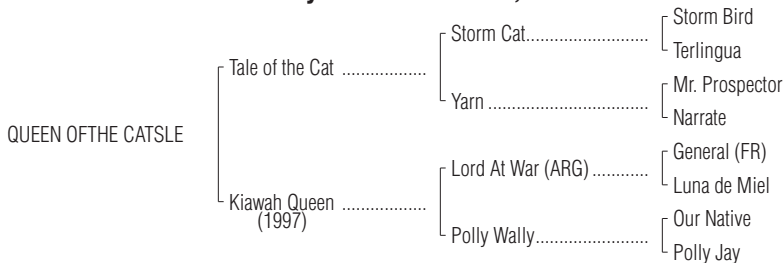 Storm Bird
Storm Cat..............................
Terlingua
Tale of the Cat ...................
Mr. Prospector
Yarn .......................................
Narrate
QUEEN OFTHE CATSLE
General (FR)
Lord At War (ARG) .............
Luna de Miel
Kiawah Queen ...................
(1997)
Our Native
Polly Wally...........................
Polly Jay